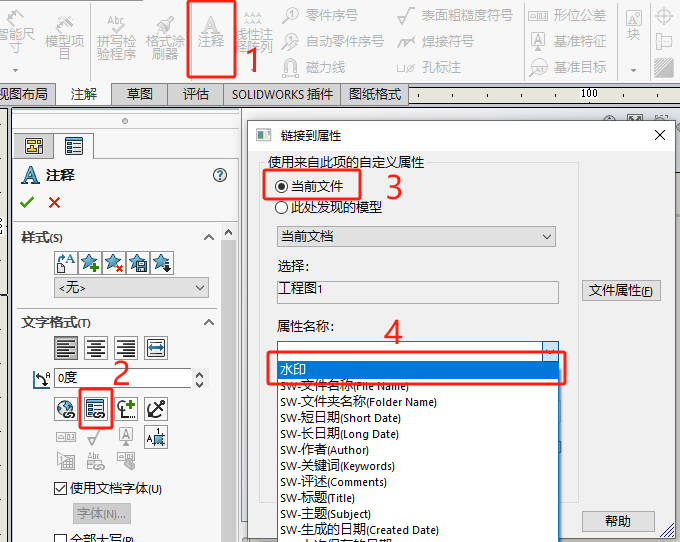 智能尺寸
模型项目
拼写检验程序
格式涂刷器
注释
线性注释阵列
零件序号
自动零件序号
磁力线
表面粗糙度符号
焊接符号
孔标注
形位公差
基准特征
基准目标
块
1
视图布局
注解
草图
评估
SOLIDWORKS 插件
图纸格式
100
注释
样式(S)
<无>
文字格式(T)
2
0度
使用文档字体(U)
字体(N)...
全部大写(R)
链接到属性
使用来自此项的自定义属性
当前文件
3
此处发现的模型
当前文档
选择:
工程图1
文件属性(F)
属性名称:
4
水印
SW-文件名称(File Name)
SW-文件夹名称(Folder Name)
SW-短日期(Short Date)
SW-长日期(Long Date)
SW-作者(Author)
SW-关键词(Keywords)
SW-评述(Comments)
SW-标题(Title)
SW-主题(Subject)
SW-生成的日期(Created Date)
帮助